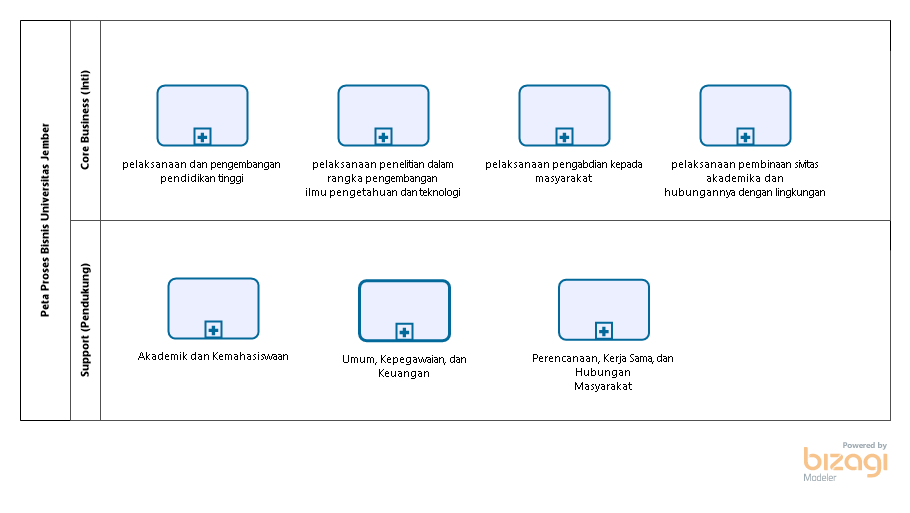 Peta Proses Bisnis Universitas Jember
Core Business (Inti)
pelaksanaan dan pengembangan
pendidikan tinggi
pelaksanaan penelitian dalam
rangka pengembangan
ilmu pengetahuan dan teknologi
pelaksanaan pengabdian kepada
masyarakat
pelaksanaan pembinaan sivitas
akademika dan
hubungannya dengan lingkungan
Support (Pendukung)
Akademik dan Kemahasiswaan
Umum, Kepegawaian, dan
Keuangan
Perencanaan, Kerja Sama, dan
Hubungan
Masyarakat
Powered by
bizagi
Modeler